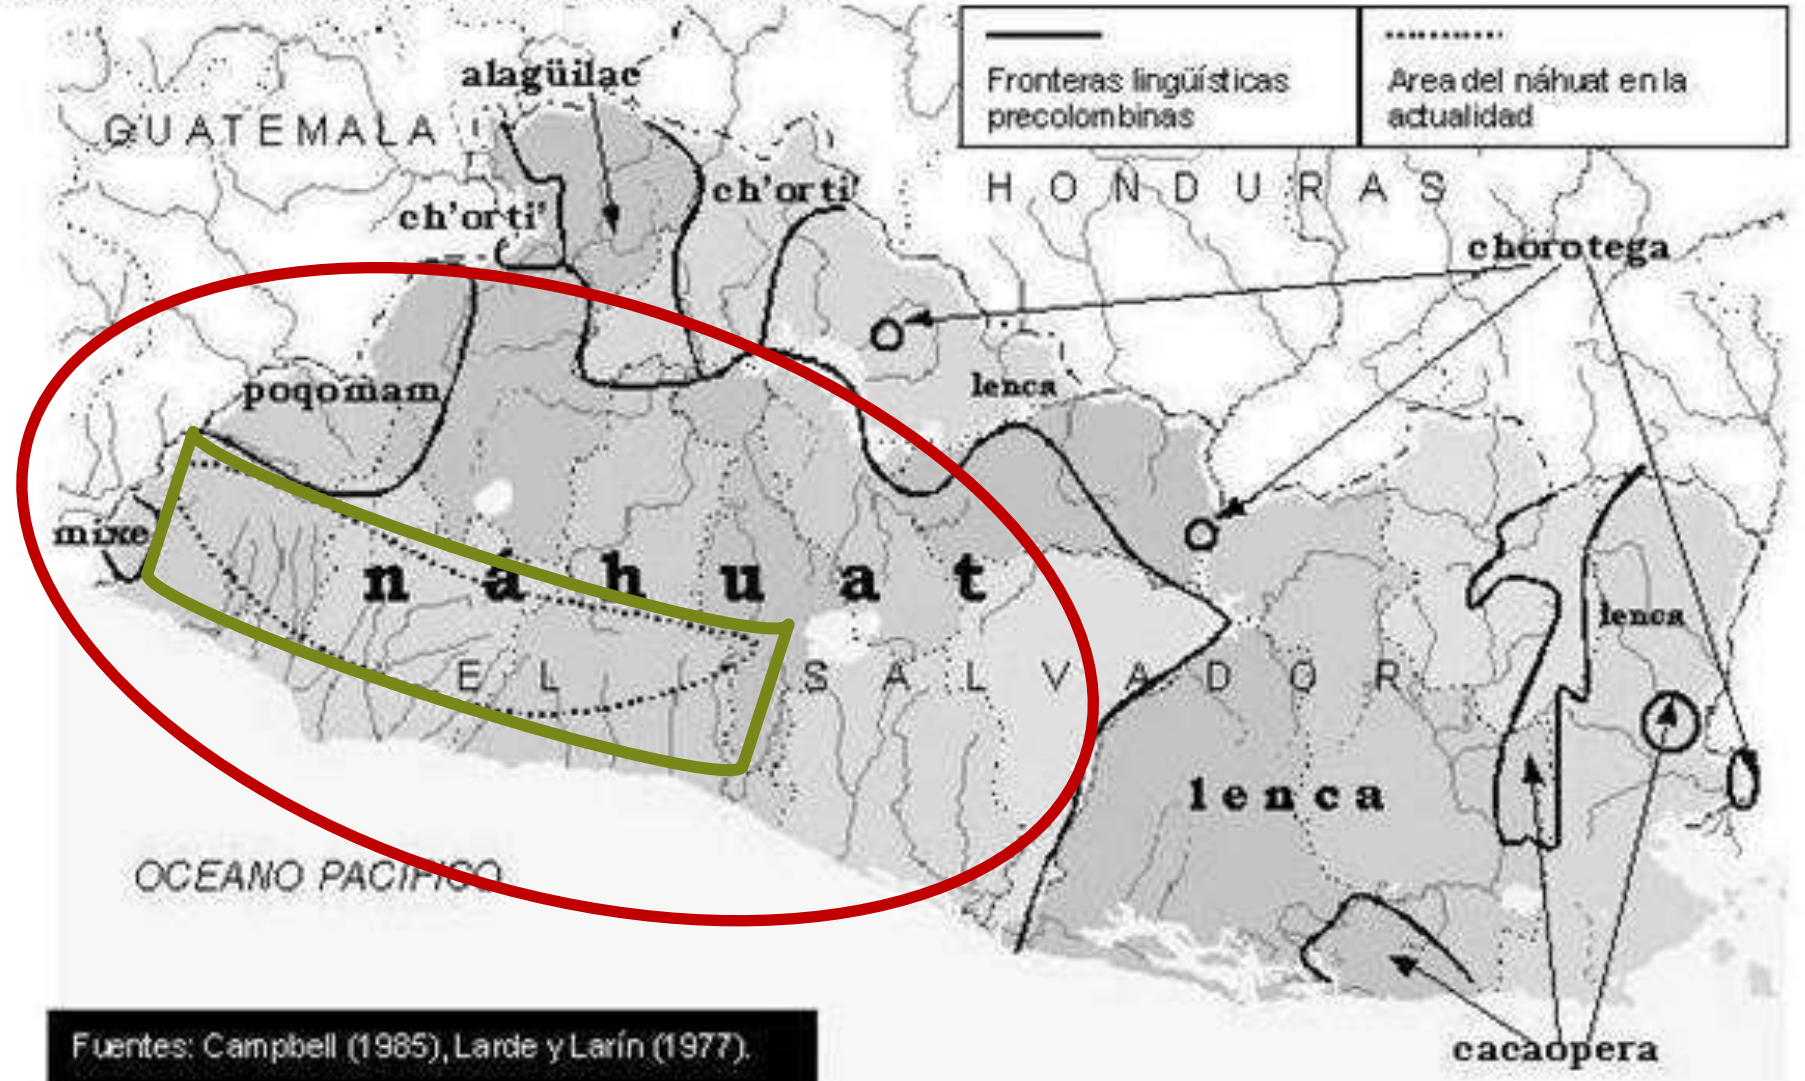 alagüilac
Fronteras lingüísticas
precolombinas
Area del náhuat en la
actualidad
GUATEMALA
ch'orti'
ch'orti'
HONDURAS
chorotega
poqomam
lenca
mixe
náhuat
lenca
EL SALVADOR
lenca
OCEANO PACIFICO
Fuentes: Campbell (1985), Larde y Larín (1977).
cacaopera